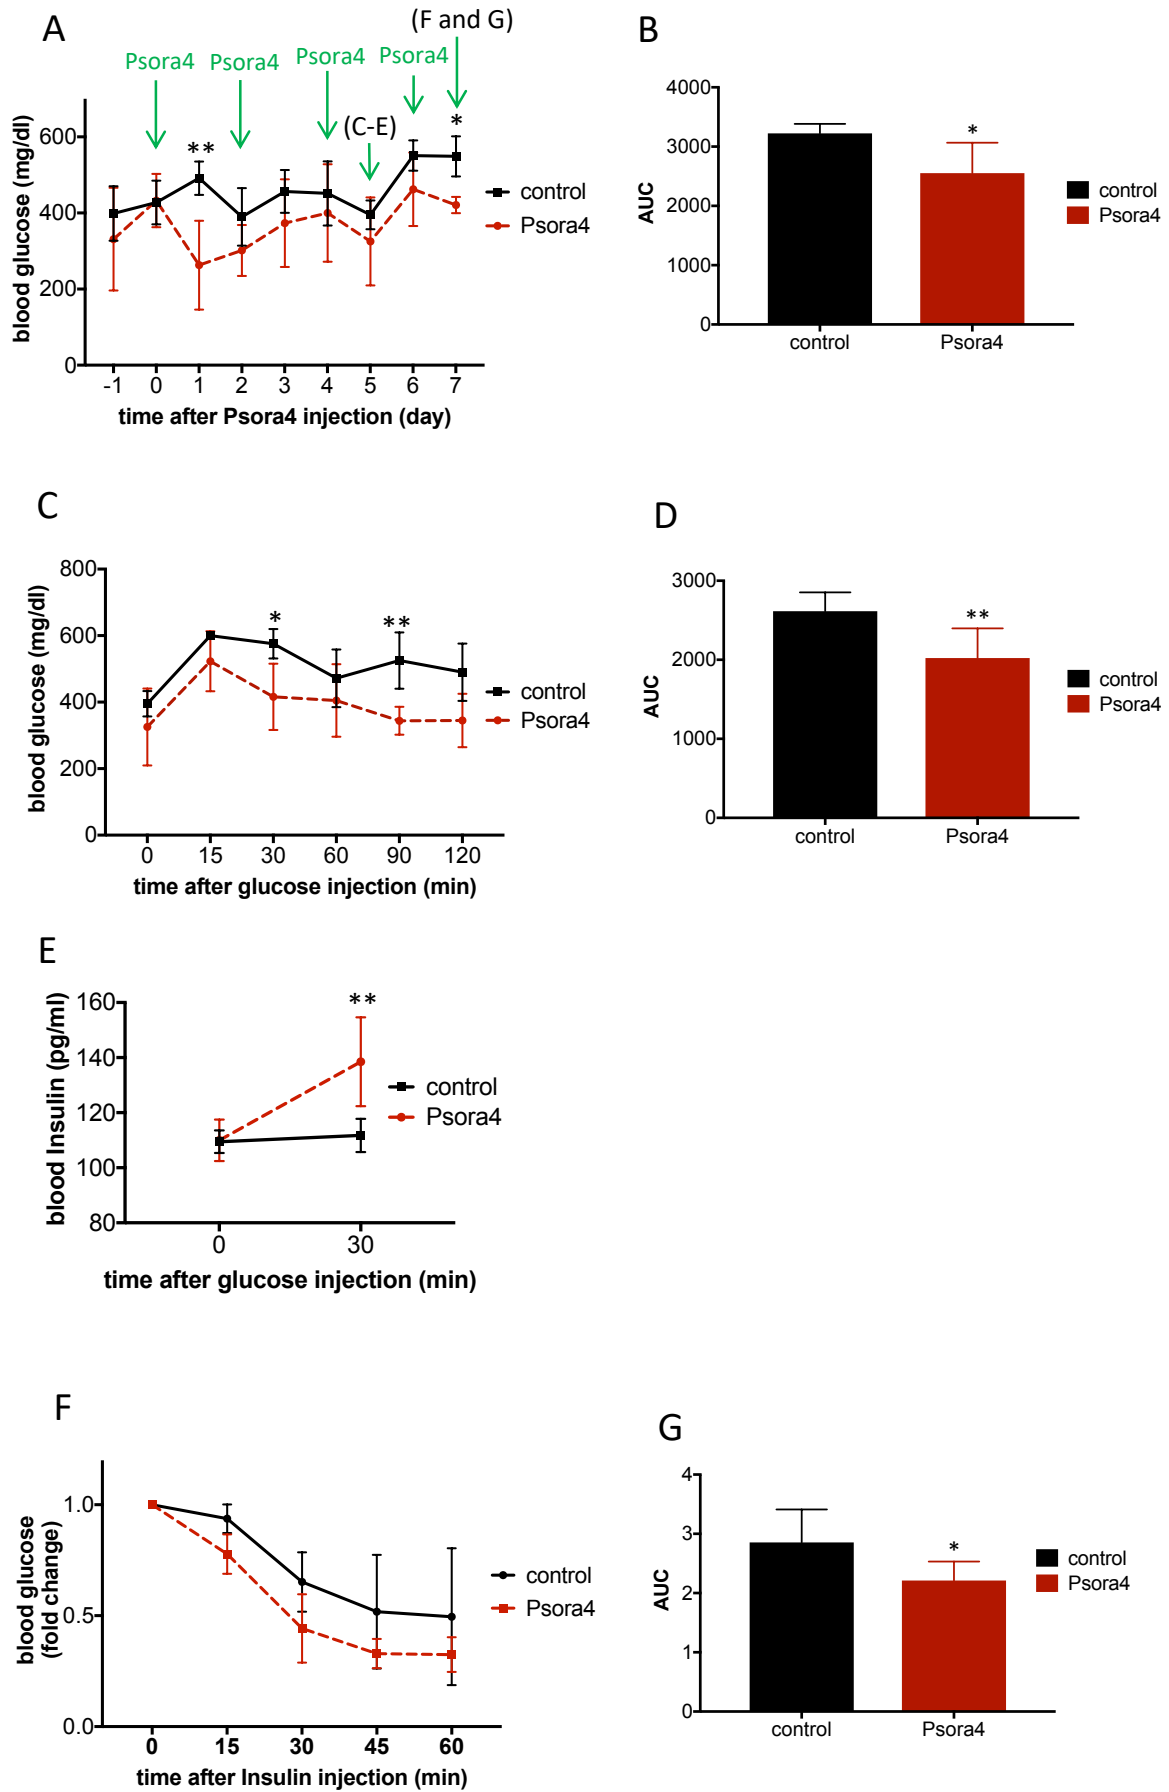 A
(F and G)
Psora4
Psora4
Psora4
Psora4
(C-E)
**
*
600
400
200
0
blood glucose (mg/dl)
-1 0 1 2 3 4 5 6 7
time after Psora4 injection (day)
control
Psora4
B
4000
3000
2000
1000
0
AUC
*
control
Psora4
control
Psora4
C
800
600
400
200
0
blood glucose (mg/dl)
*
**
0 15 30 60 90 120
time after glucose injection (min)
control
Psora4
D
3000
2000
1000
0
AUC
**
control
Psora4
control
Psora4
E
160
140
120
100
80
blood Insulin (pg/ml)
**
0 30
time after glucose injection (min)
control
Psora4
F
1.0
0.5
0.0
blood glucose
(fold change)
0 15 30 45 60
time after Insulin injection (min)
control
Psora4
G
4
3
2
1
0
AUC
*
control
Psora4
control
Psora4